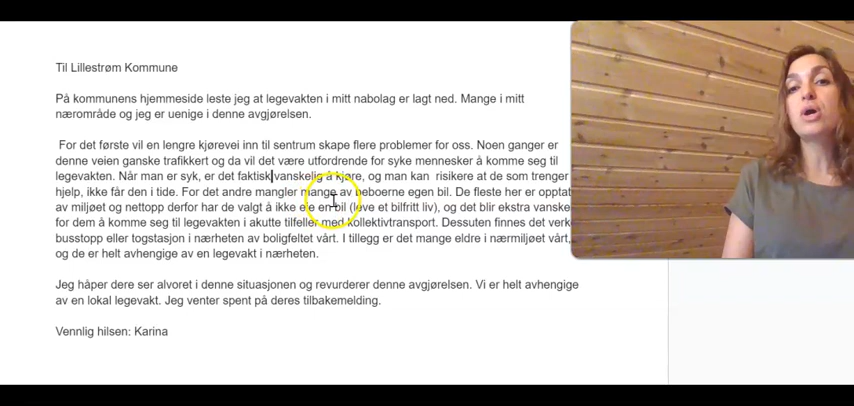 Til Lillestrøm Kommune
På kommunens hjemmeside leste jeg at legevakten i mitt nabolag er lagt ned. Mange i mitt
nærområde og jeg er uenige i denne avgjørelsen.
For det første vil en lengre kjørevei inn til sentrum skape flere problemer for oss. Noen ganger er
denne veien ganske trafikkert og da vil det være utfordrende for syke mennesker å komme seg til
legevakten. Når man er syk, er det faktisk vanskelig å kjøre, og man kan risikere at de som trenger
hjelp, ikke får den i tide. For det andre mangler mange av beboerne egen bil. De fleste her er opptatt
av miljøet og nettopp derfor har de valgt å ikke eie en bil (leve et bilfritt liv), og det blir ekstra
for dem å komme seg til legevakten i akutte tilfeller med kollektivtransport. Dessuten finnes det
busstopp eller togstasjon i nærheten av boligfeltet vårt. I tillegg er det mange eldre i nærmiljøet vårt,
og de er helt avhengige av en legevakt i nærheten.
Jeg håper dere ser alvoret i denne situasjonen og revurderer denne avgjørelsen. Vi er helt avhengige
av en lokal legevakt. Jeg venter spent på deres tilbakemelding.
Vennlig hilsen: Karina